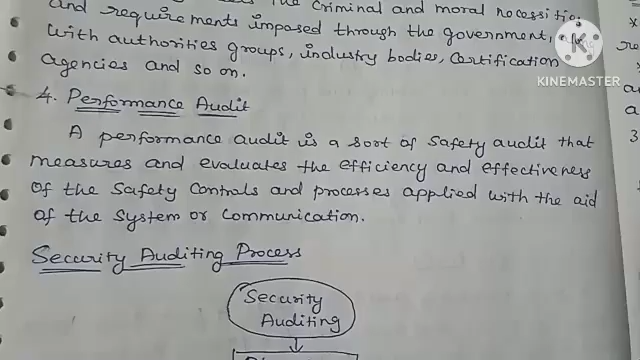 the Criminal and moral necessities
and requirements imposed through the government,
with authorities groups, industry bodies, Certification
agencies and so on.
KINEMASTER
4. Performance Audit
A performance audit is a sort of safety audit that
measures and evaluates the efficiency and effectiveness
of the safety controls and processes applied with the aid
of the system or Communication.
Security Auditing Process
Security
Auditing